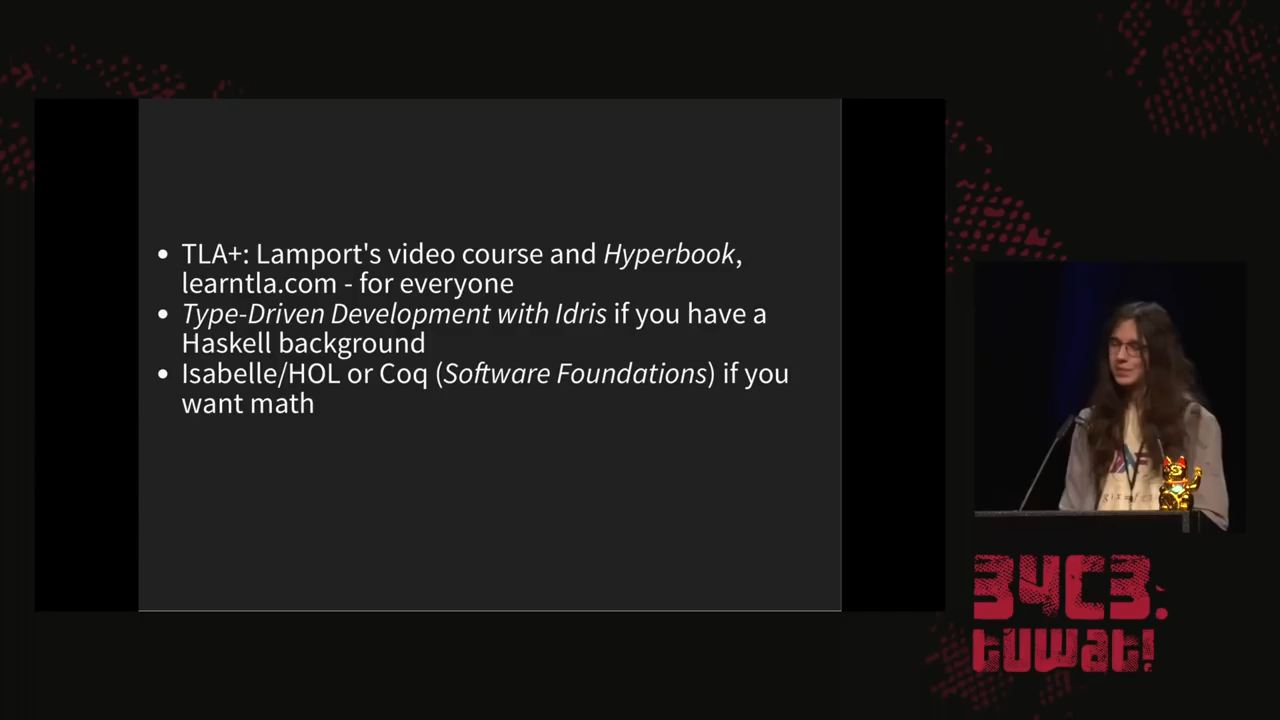 • TLA+: Lamport's video course and Hyperbook,
learntla.com - for everyone
• Type-Driven Development with Idris if you have a
Haskell background
• Isabelle/HOL or Coq (Software Foundations) if you
want math
34C3.
tuwat!